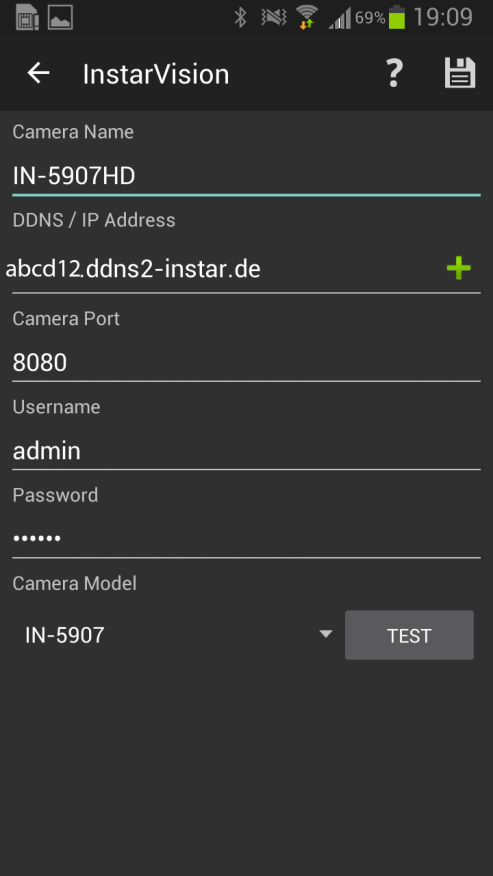 69% 19:09
InstarVision ?
Camera Name
IN-5907HD
DDNS / IP Address
abcd12.ddns2-instar.de
Camera Port
8080
Username
admin
Password
••••••
Camera Model
IN-5907 TEST